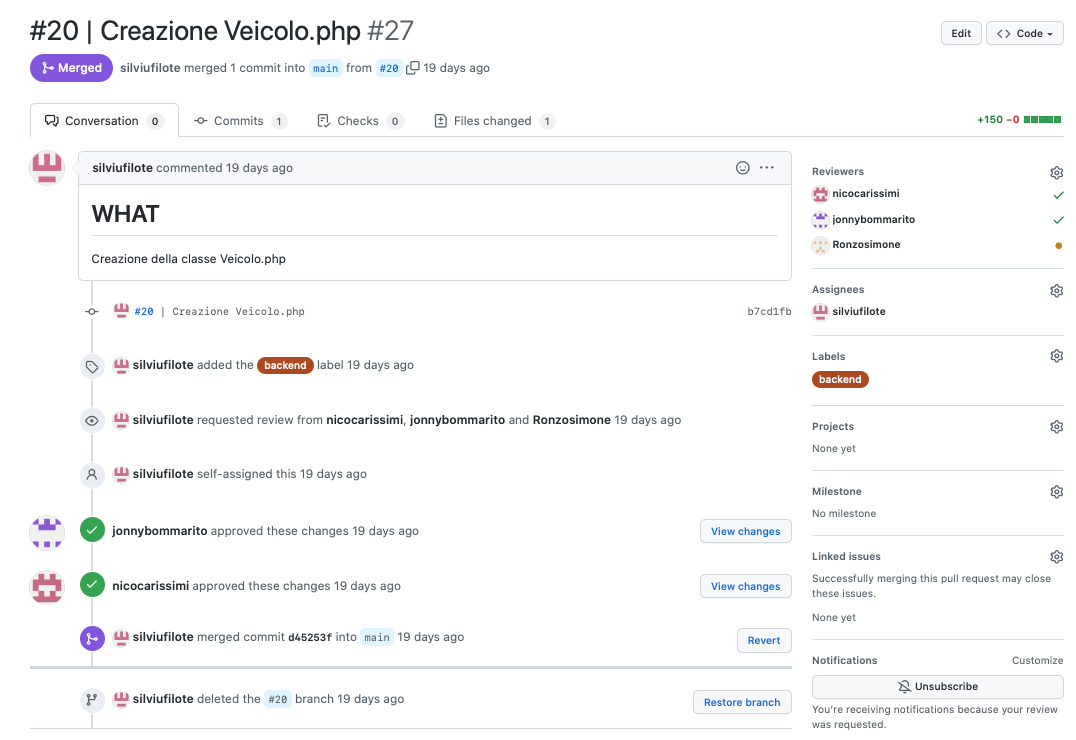 #20 | Creazione Veicolo.php #27
Edit
<> Code
Merged
silviufilote merged 1 commit into main from #20 19 days ago
Conversation 0
Commits 1
Checks 0
Files changed 1
+150 −0
silviufilote commented 19 days ago
WHAT
Creazione della classe Veicolo.php
#20 | Creazione Veicolo.php
b7cd1fb
silviufilote added the backend label 19 days ago
silviufilote requested review from nicocarissimi, jonnybommarito and Ronzosimone 19 days ago
silviufilote self-assigned this 19 days ago
jonnybommarito approved these changes 19 days ago
View changes
nicocarissimi approved these changes 19 days ago
View changes
silviufilote merged commit d45253f into main 19 days ago
Revert
silviufilote deleted the #20 branch 19 days ago
Restore branch
Reviewers
nicocarissimi
jonnybommarito
Ronzosimone
Assignees
silviufilote
Labels
backend
Projects
None yet
Milestone
No milestone
Linked issues
Successfully merging this pull request may close
these issues.
None yet
Notifications
Customize
Unsubscribe
You're receiving notifications because your review
was requested.